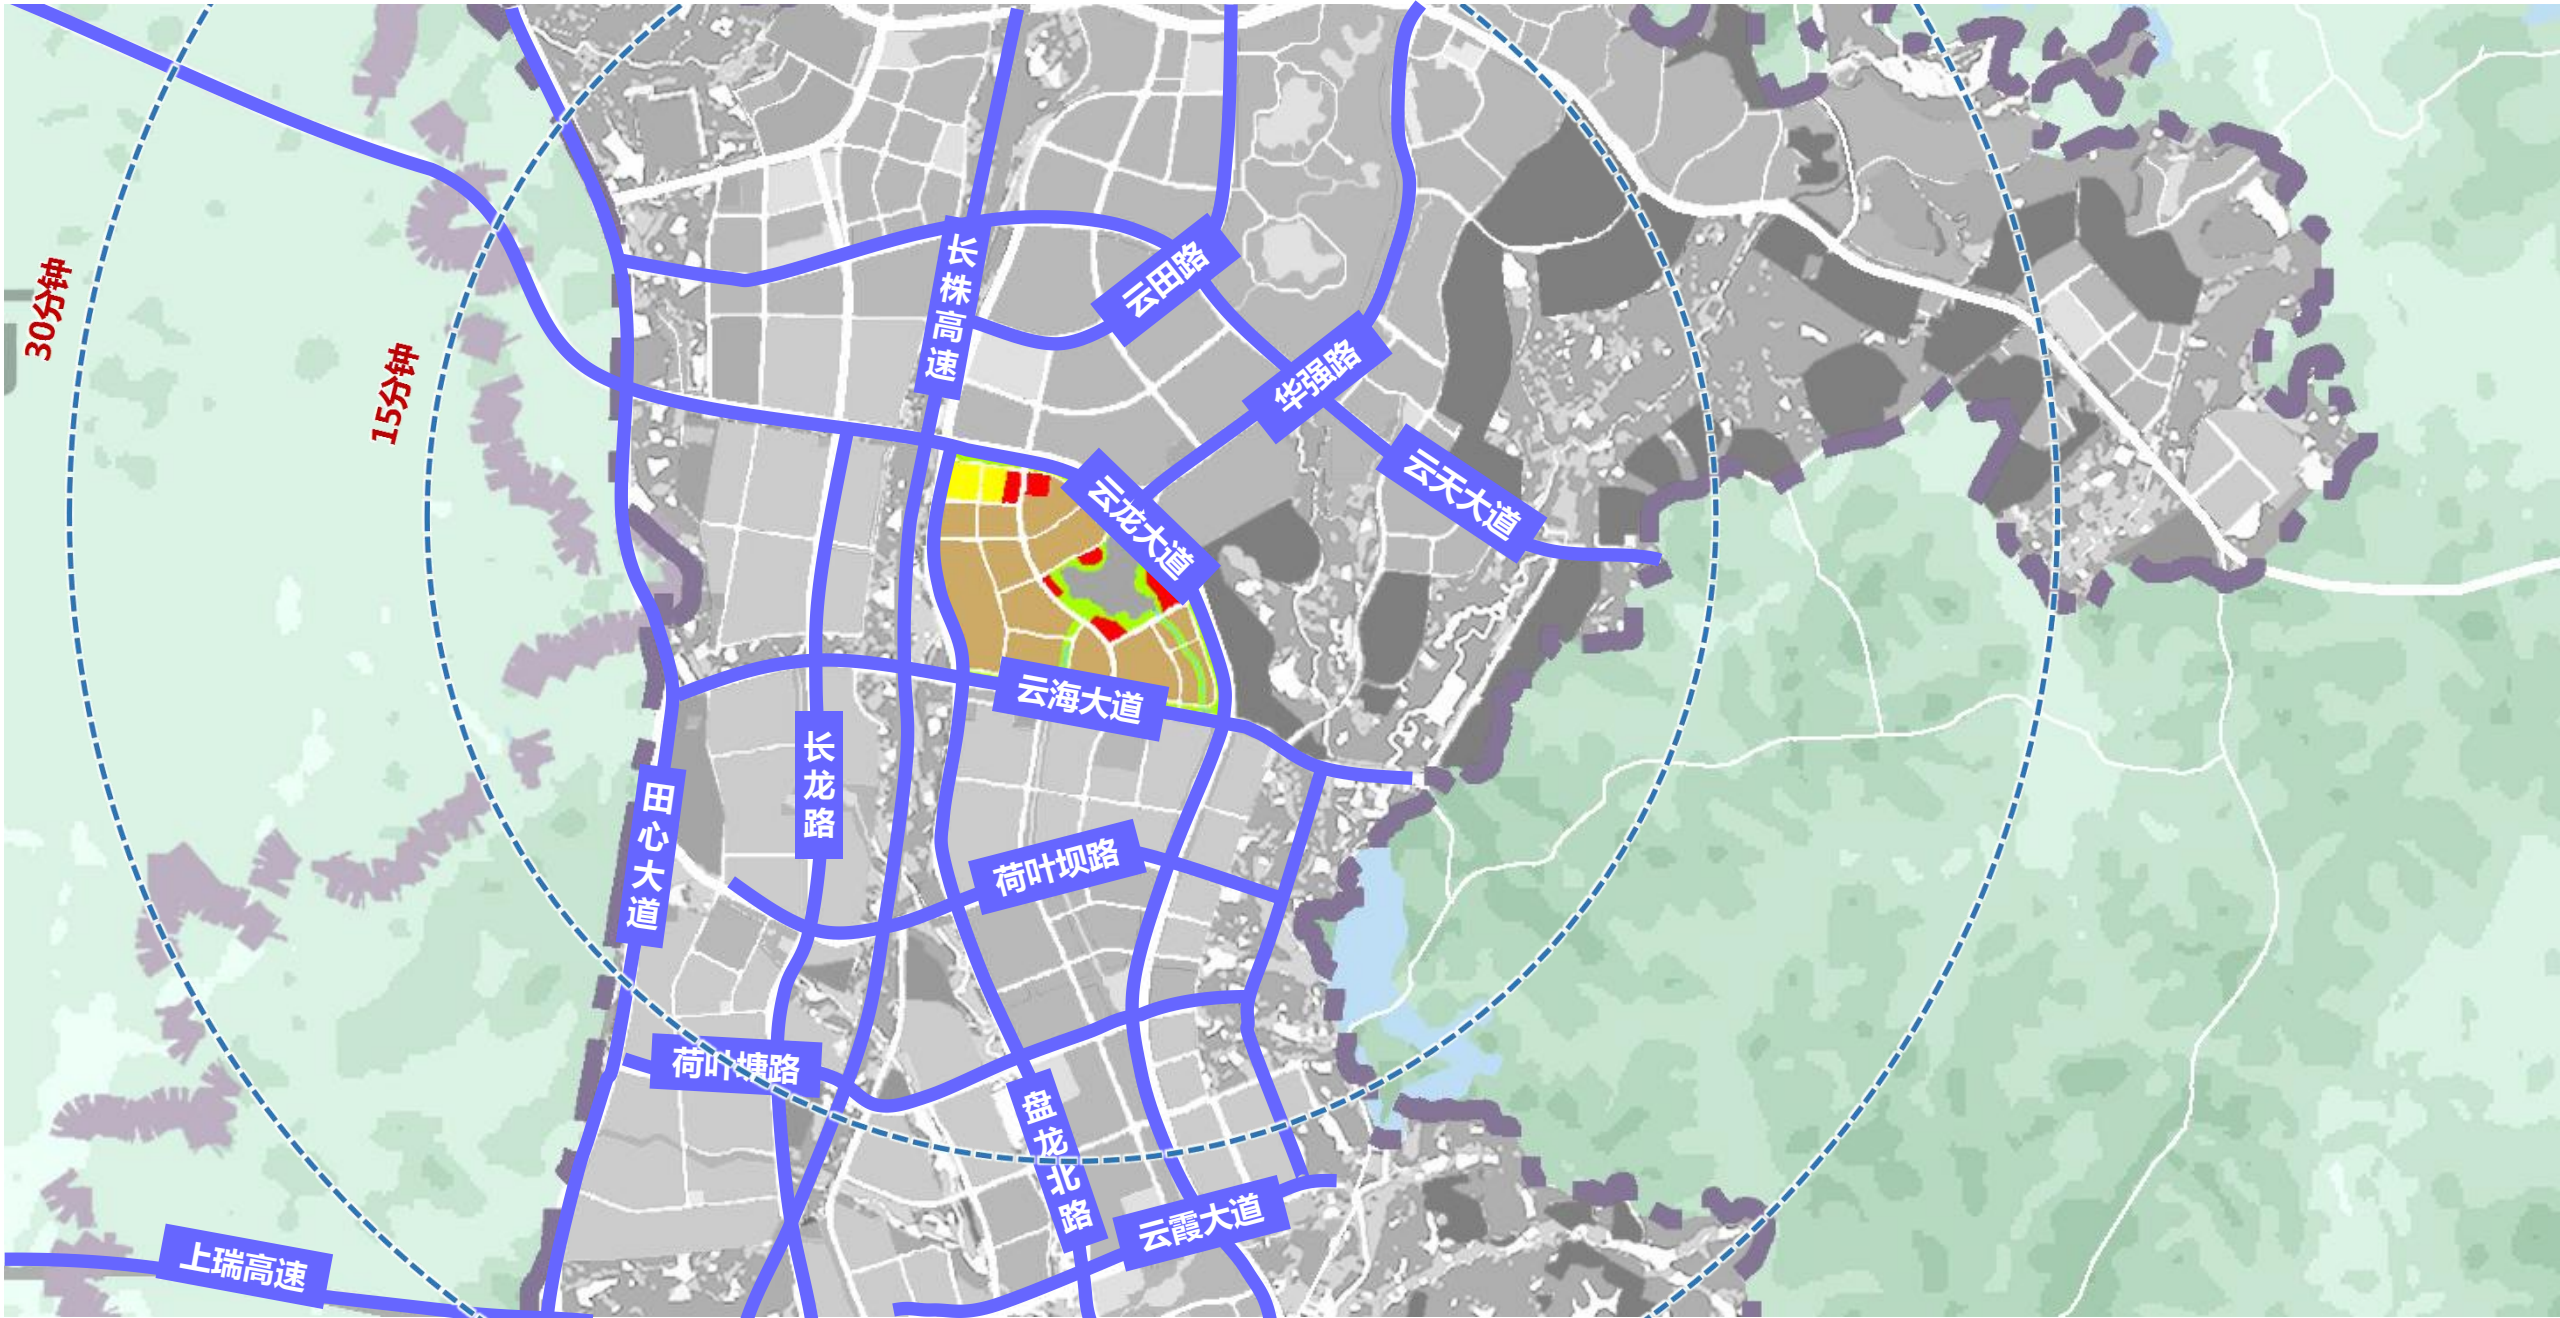 30分钟
15分钟
长株高速
云田路
华强路
云天大道
云龙大道
云海大道
长龙路
田心大道
荷叶坝路
荷叶塘路
盘龙北路
云霞大道
上瑞高速